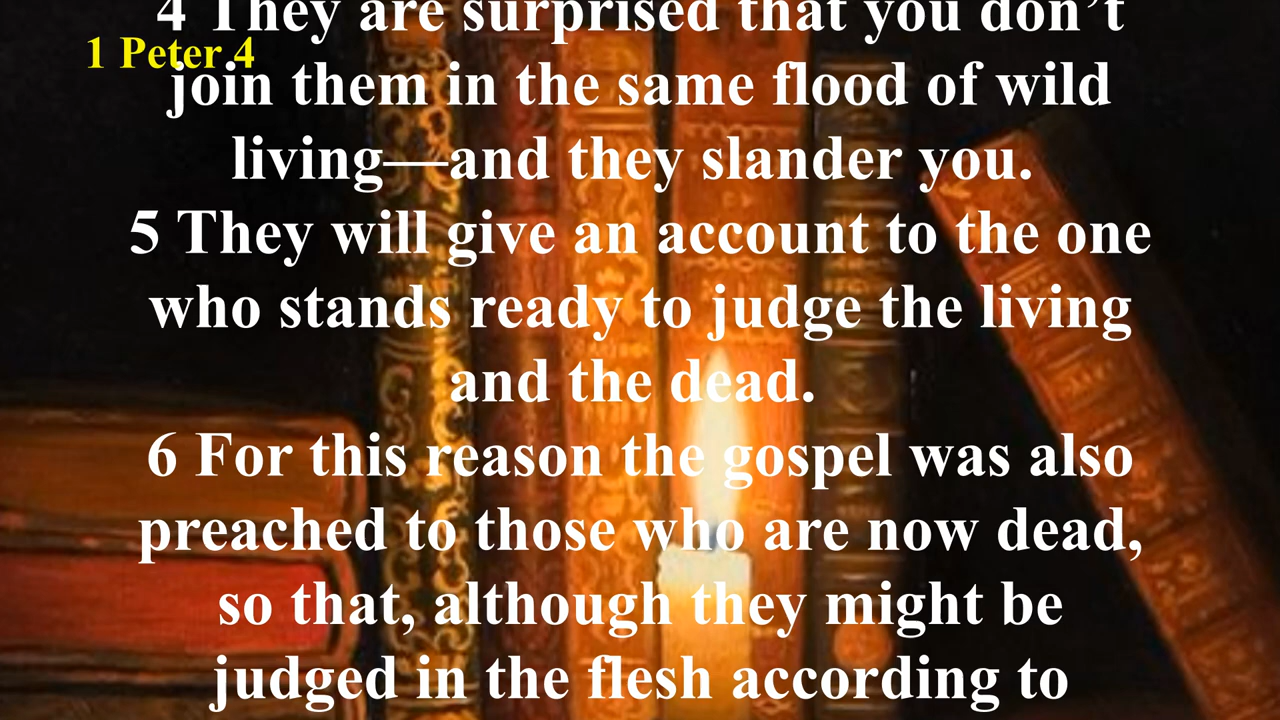 4 They are surprised that you don’t
1 Peter 4
join them in the same flood of wild
living—and they slander you.
5 They will give an account to the one
who stands ready to judge the living
and the dead.
6 For this reason the gospel was also
preached to those who are now dead,
so that, although they might be
judged in the flesh according to